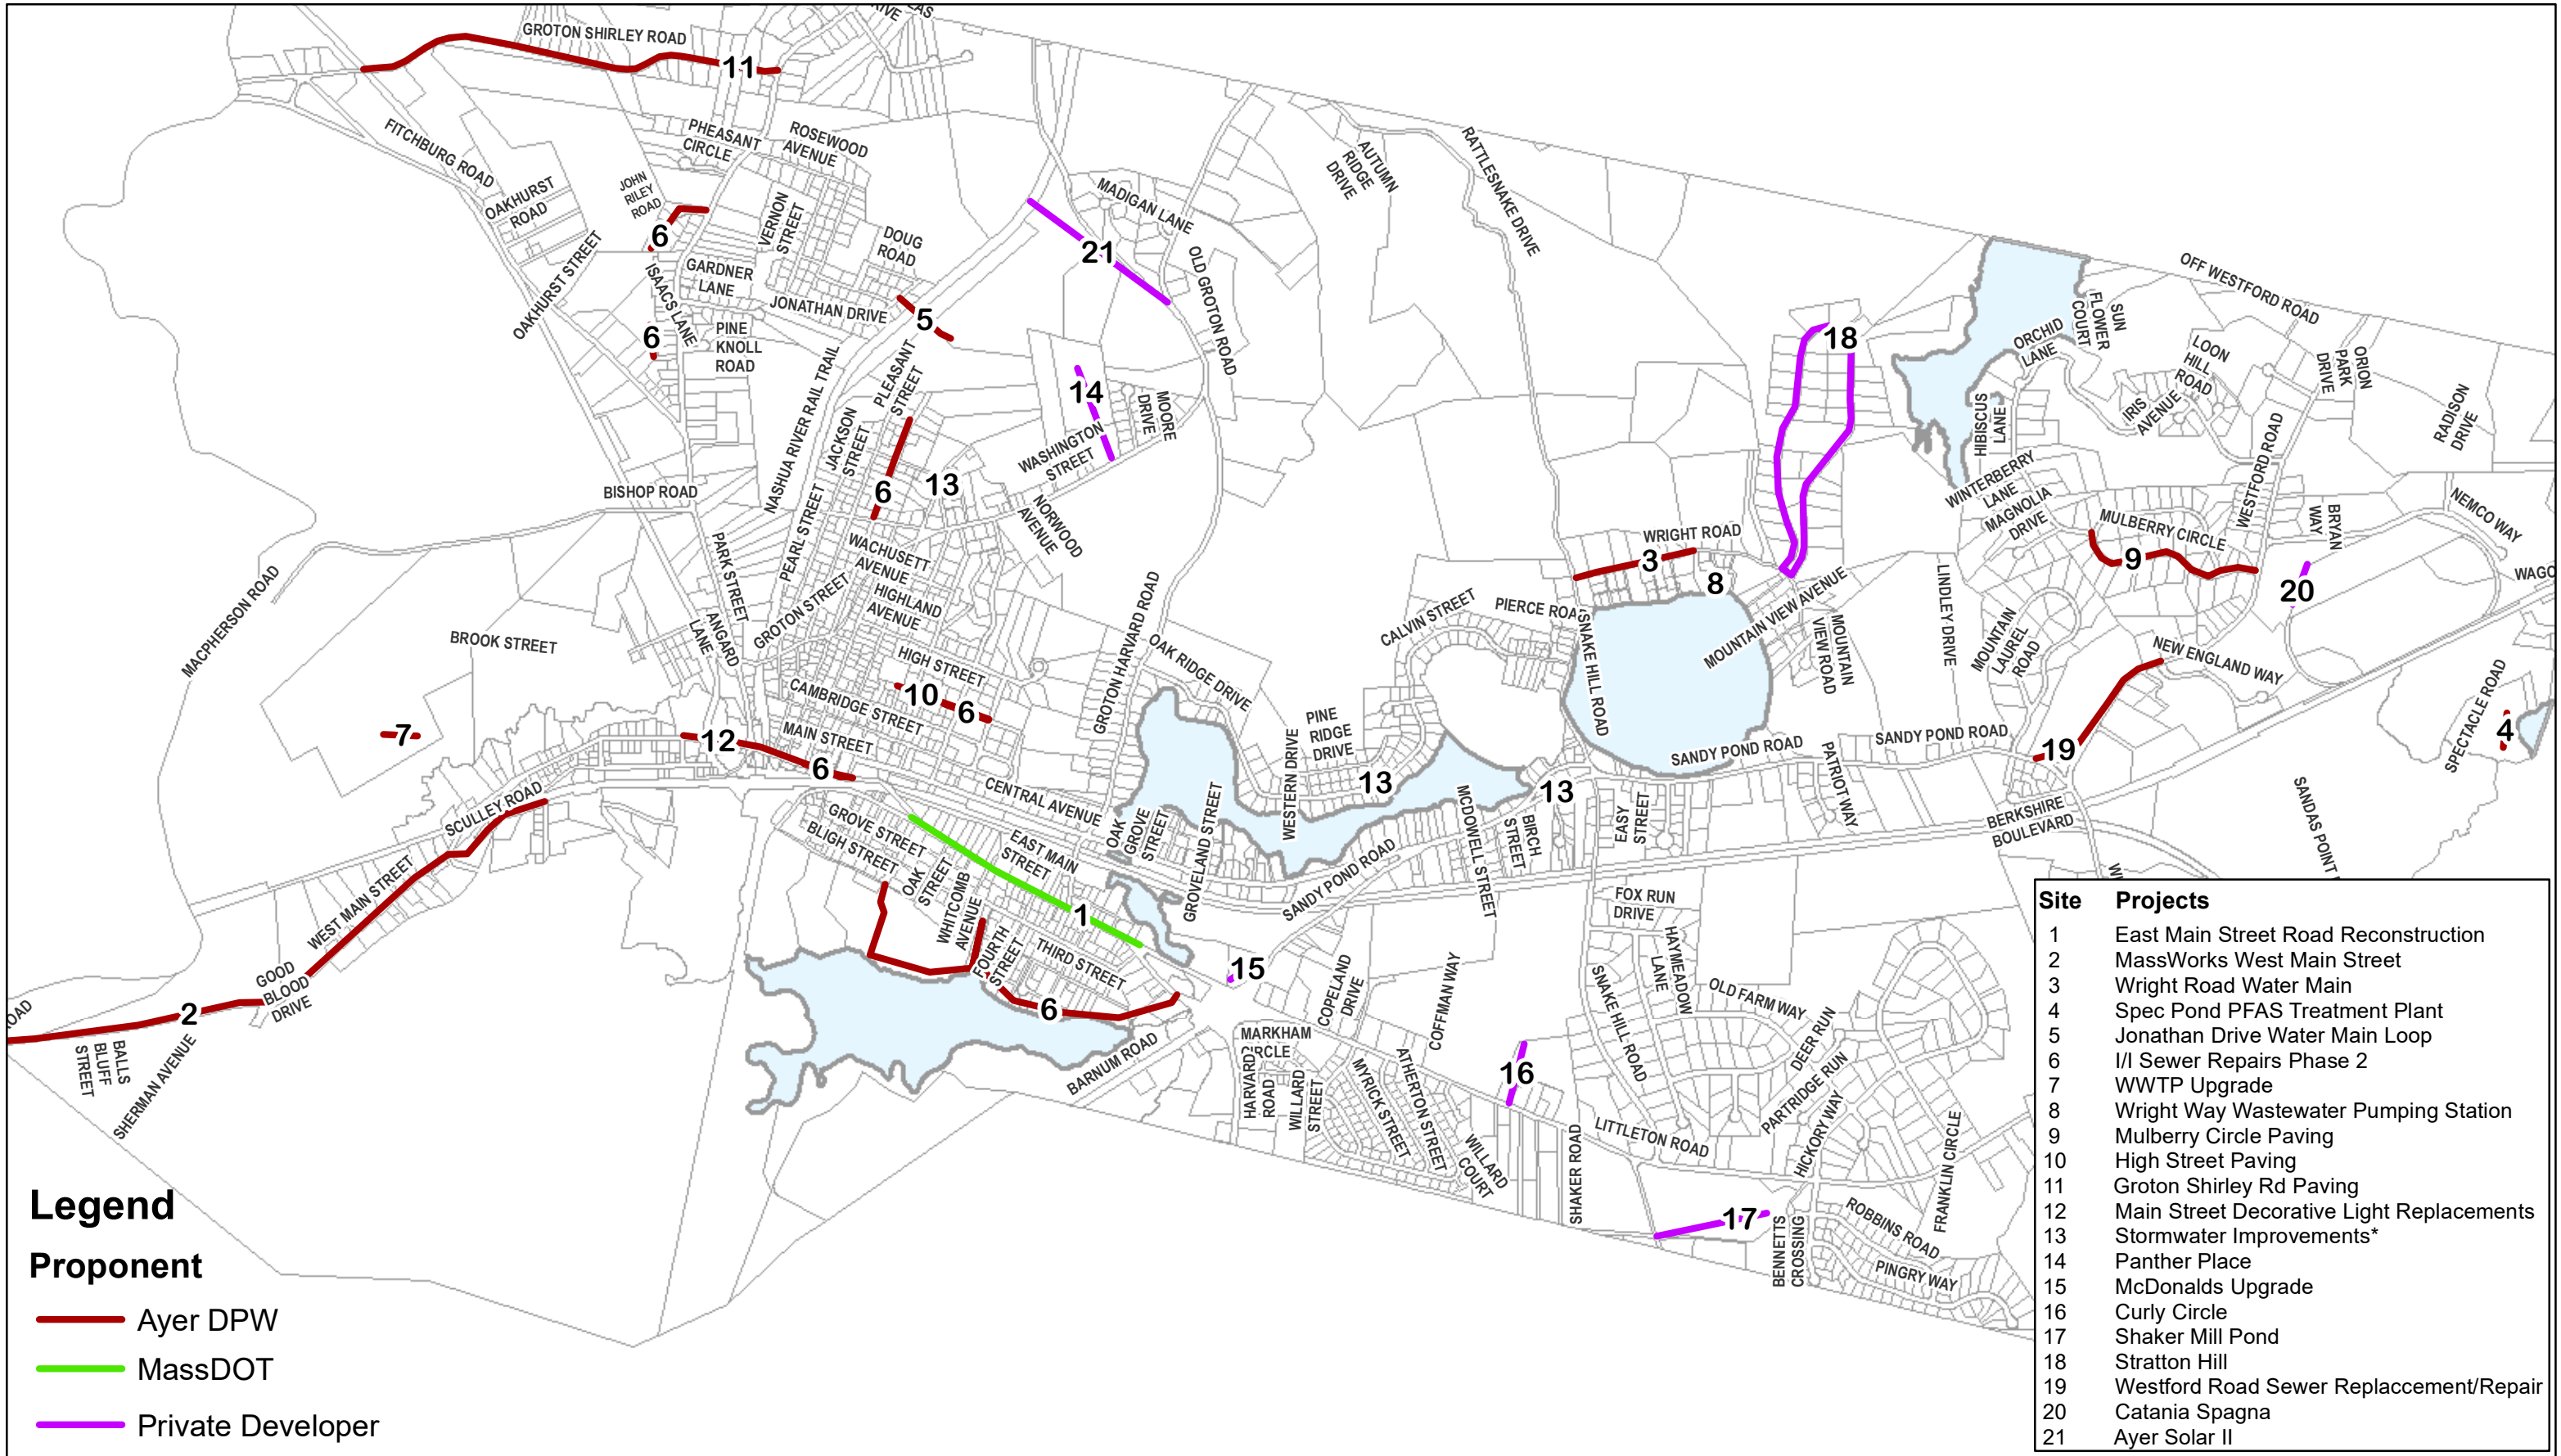 GROTON SHIRLEY ROAD
11
FITCHBURG ROAD
PHEASANT
CIRCLE
ROSEWOOD
AVENUE
OAKHURST
ROAD
JOHN
RILEY
ROAD
6
VERNON
STREET
DOUG
ROAD
MADIGAN LANE
21
OLD GROTON ROAD
AUTUMN
RIDGE
DRIVE
RATTLESNAKE DRIVE
OAKHURST STREET
ISAACS LANE
GARDNER
LANE
JONATHAN DRIVE
5
6
PINE
KNOLL
ROAD
NASHUA RIVER RAIL TRAIL
PLEASANT
STREET
JACKSON
STREET
14
MOORE
DRIVE
WASHINGTON
STREET
18
OFF WESTFORD ROAD
SUN
FLOWER
COURT
ORCHID
LANE
LOON
HILL
ROAD
IRIS
AVENUE
ORION
PARK
DRIVE
RADISON
DRIVE
HIBISCUS
LANE
WESTFORD ROAD
WINTERBERRY
LANE
MAGNOLIA
DRIVE
MULBERRY CIRCLE
BRYAN
WAY
NEMCO WAY
BISHOP ROAD
PEARL STREET
6
13
NORWOOD
AVENUE
WACHUSETT
AVENUE
HIGHLAND
AVENUE
PARK STREET
GROTON STREET
WRIGHT ROAD
3
8
9
20
MACPHERSON ROAD
BROOK STREET
ANGARD
LANE
HIGH STREET
10
6
CAMBRIDGE STREET
GROTON HARVARD ROAD
OAK RIDGE DRIVE
CALVIN STREET
SNAKE HILL ROAD
MOUNTAIN VIEW AVENUE
MOUNTAIN
VIEW ROAD
LINDLEY DRIVE
MOUNTAIN
LAUREL
ROAD
NEW ENGLAND WAY
SPECTACLE ROAD
4
7
12
MAIN STREET
6
CENTRAL AVENUE
WESTERN DRIVE
PINE
RIDGE
DRIVE
13
13
SANDY POND ROAD
SANDY POND ROAD
19
PATRIOT WAY
SCULLEY ROAD
WEST MAIN STREET
GROVE STREET
BLIGH STREET
OAK
STREET
EAST MAIN
STREET
OAK
GROVE
STREET
GROVELAND STREET
SANDY POND ROAD
MCDOWELL STREET
BIRCH
STREET
EASY
STREET
BERKSHIRE
BOULEVARD
WHITCOMB
AVENUE
1
FOURTH
STREET
THIRD STREET
15
FOX RUN
DRIVE
GOOD
BLOOD
DRIVE
2
BALLS
BLUFF
STREET
SHERMAN AVENUE
6
BARNUM ROAD
COPELAND
DRIVE
COFFMAN WAY
HAYMEADOW
LANE
OLD FARM WAY
SNAKE HILL ROAD
DEER RUN
PARTRIDGE RUN
HICKORY WAY
FRANKLIN CIRCLE
MARKHAM
HARVARD
ROAD
WILLARD
STREET
MYRICK STREET
ATHERTON STREET
WILLARD
COURT
16
LITTLETON ROAD
SHAKER ROAD
17
BENNETTS
CROSSING
ROBBINS ROAD
PINGRY WAY
Legend
Proponent
Ayer DPW
MassDOT
Private Developer
Site Projects
1 East Main Street Road Reconstruction
2 MassWorks West Main Street
3 Wright Road Water Main
4 Spec Pond PFAS Treatment Plant
5 Jonathan Drive Water Main Loop
6 I/I Sewer Repairs Phase 2
7 WWTP Upgrade
8 Wright Way Wastewater Pumping Station
9 Mulberry Circle Paving
10 High Street Paving
11 Groton Shirley Rd Paving
12 Main Street Decorative Light Replacements
13 Stormwater Improvements*
14 Panther Place
15 McDonalds Upgrade
16 Curly Circle
17 Shaker Mill Pond
18 Stratton Hill
19 Westford Road Sewer Replaccement/Repair
20 Catania Spagna
21 Ayer Solar II